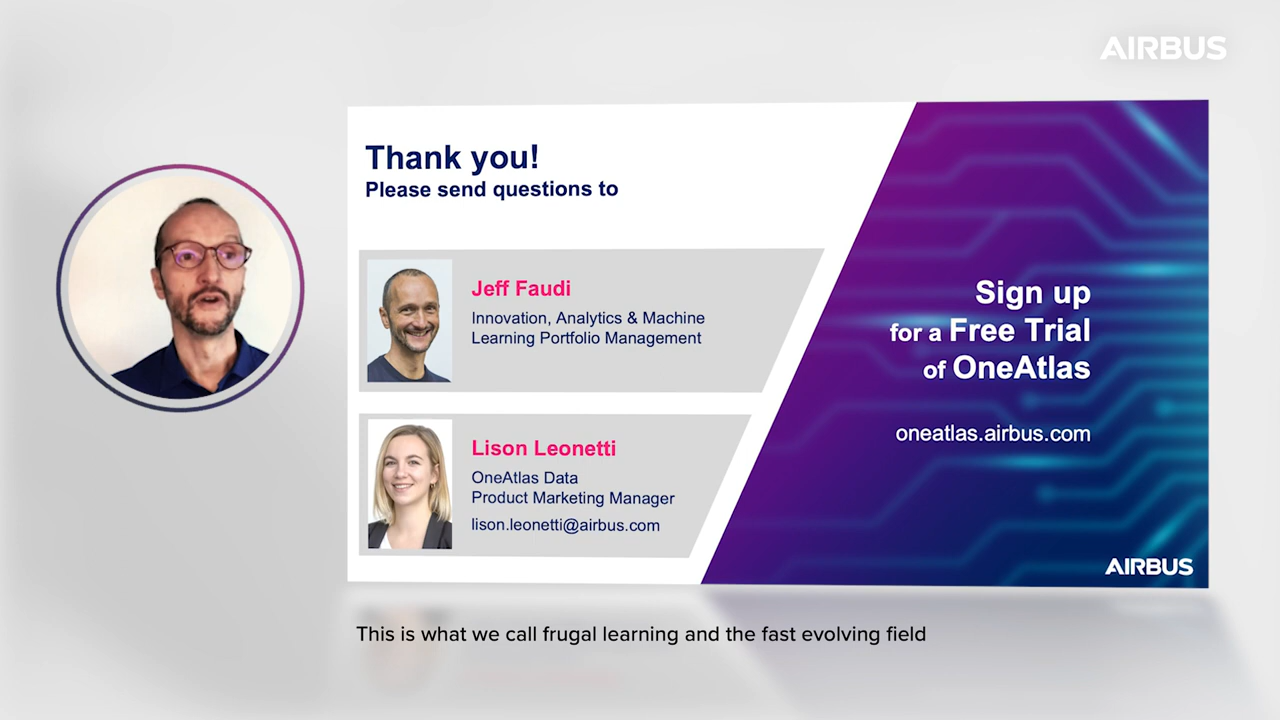 AIRBUS
Thank you!
Please send questions to
Jeff Faudi
Innovation, Analytics & Machine
Learning Portfolio Management
Lison Leonetti
OneAtlas Data
Product Marketing Manager
lison.leonetti@airbus.com
Sign up
for a Free Trial
of OneAtlas
oneatlas.airbus.com
AIRBUS
This is what we call frugal learning and the fast evolving field